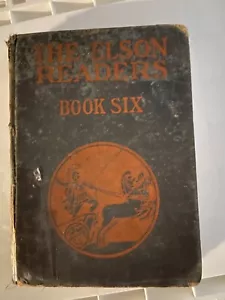 THE ELSON
READERS
BOOK SIX